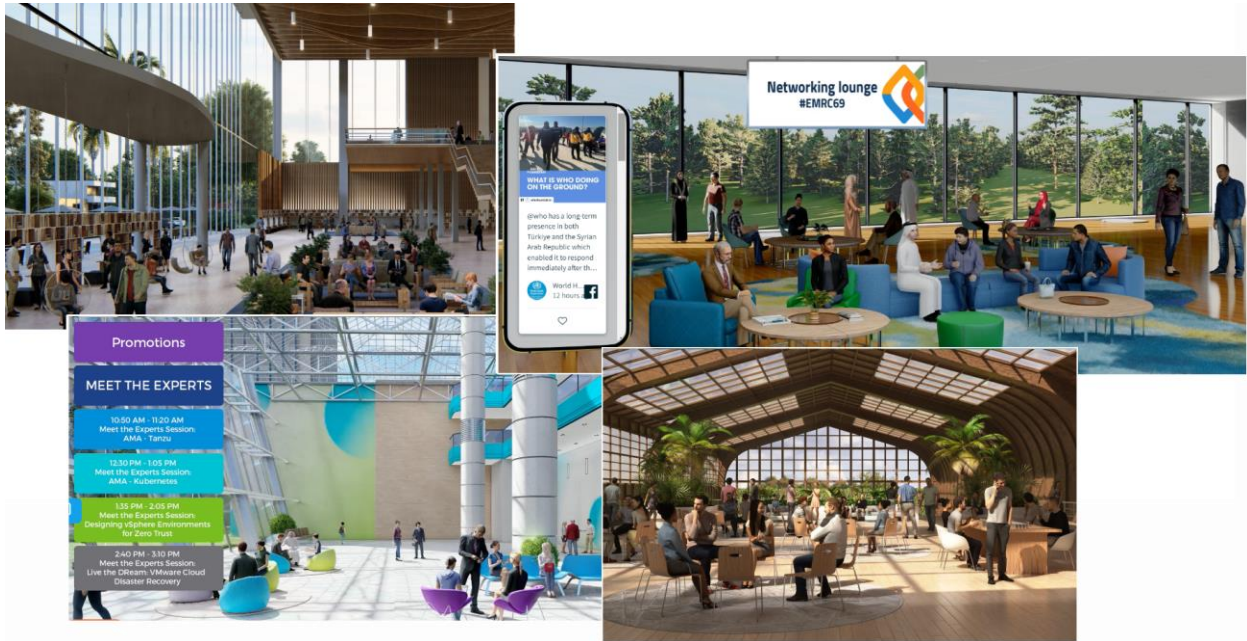 Networking lounge
#EMRC69
WHAT IS WHO DOING
ON THE GROUND?
@who has a long-term
presence in both
Türkiye and the Syrian
Arab Republic which
enabled it to respond
immediately after th...
World H...
12 hours a
Promotions
MEET THE EXPERTS
10:50 AM - 11:20 AM
Meet the Experts Session:
AMA - Tanzu
12:30 PM - 1:05 PM
Meet the Experts Session:
AMA - Kubernetes
1:35 PM - 2:05 PM
Meet the Experts Session:
Designing vSphere Environments
for Zero Trust
2:40 PM - 3:10 PM
Meet the Experts Session:
Live the DReam: VMware Cloud
Disaster Recovery